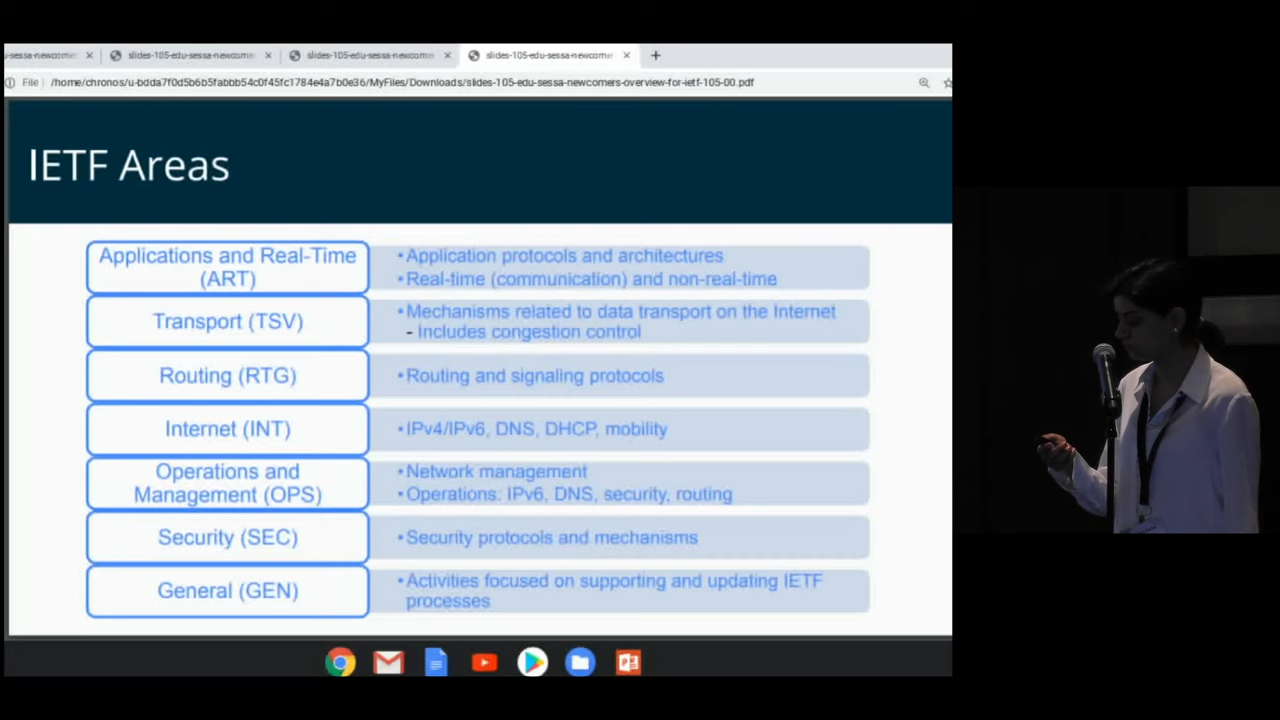 u-sessa-newcomer
slides-105-edu-sessa-newcome
slides-105-edu-sessa-newcome
slides-105-edu-sessa-newcome
File
/home/chronos/u-bdda7f0d5b6b5fabbb54c0f45fc1784e4a7b0e36/MyFiles/Downloads/slides-105-edu-sessa-newcomers-overview-for-ietf-105-00.pdf
IETF Areas
Applications and Real-Time
(ART)
•Application protocols and architectures
•Real-time (communication) and non-real-time
Transport (TSV)
•Mechanisms related to data transport on the Internet
- Includes congestion control
Routing (RTG)
•Routing and signaling protocols
Internet (INT)
•IPv4/IPv6, DNS, DHCP, mobility
Operations and
Management (OPS)
•Network management
•Operations: IPv6, DNS, security, routing
Security (SEC)
•Security protocols and mechanisms
General (GEN)
•Activities focused on supporting and updating IETF
processes